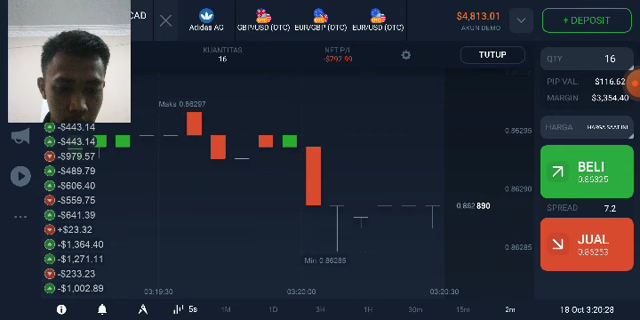 CAD
Adidas AG
GBP/USD (OTC)
EUR/GBP (OTC)
EUR/USD (OTC)
$4,813.01
AKUN DEMO
+ DEPOSIT
KUANTITAS
16
NET P/L
-$792.99
TUTUP
QTY
16
PIP VAL.
$116.62
MARGIN
$3,354.40
HARGA
HARGA SAAT INI
BELI
0.86325
SPREAD
7.2
JUAL
0.86253
Maks 0.86297
Min 0.86285
0.86295
0.862890
0.86290
0.86285
-$443.14
-$443.14
-$979.57
-$489.79
-$606.40
-$559.75
-$641.39
+$23.32
-$1,364.40
-$1,271.11
-$233.23
-$1,002.89
03:19:30
03:20:00
03:20:30
5s
1M
3H
1H
30m
15m
2m
18 Oct 3:20:28